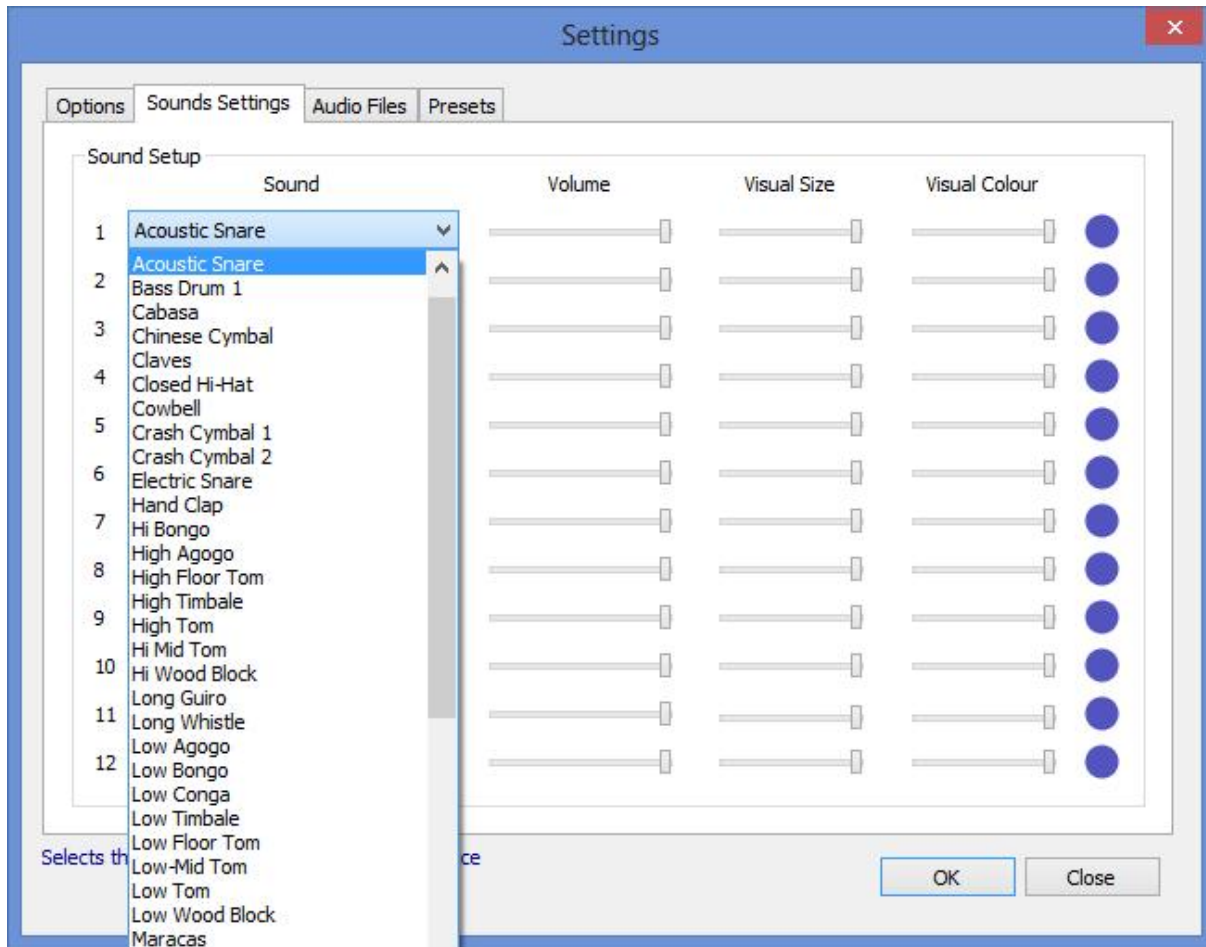 Settings
Options Sounds Settings Audio Files Presets
Sound Setup
Sound Volume Visual Size Visual Colour
1 Acoustic Snare
Acoustic Snare
2
Bass Drum 1
Cabasa
3
Chinese Cymbal
Claves
4
Closed Hi-Hat
Cowbell
5
Crash Cymbal 1
Crash Cymbal 2
6
Electric Snare
Hand Clap
7
Hi Bongo
High Agogo
8
High Floor Tom
High Timbale
9
High Tom
Hi Mid Tom
10
Hi Wood Block
Long Guiro
11
Long Whistle
Low Agogo
12
Low Bongo
Low Conga
Low Timbale
Low Floor Tom
Selects th ce
Low-Mid Tom
Low Tom
Low Wood Block
Maracas
OK Close